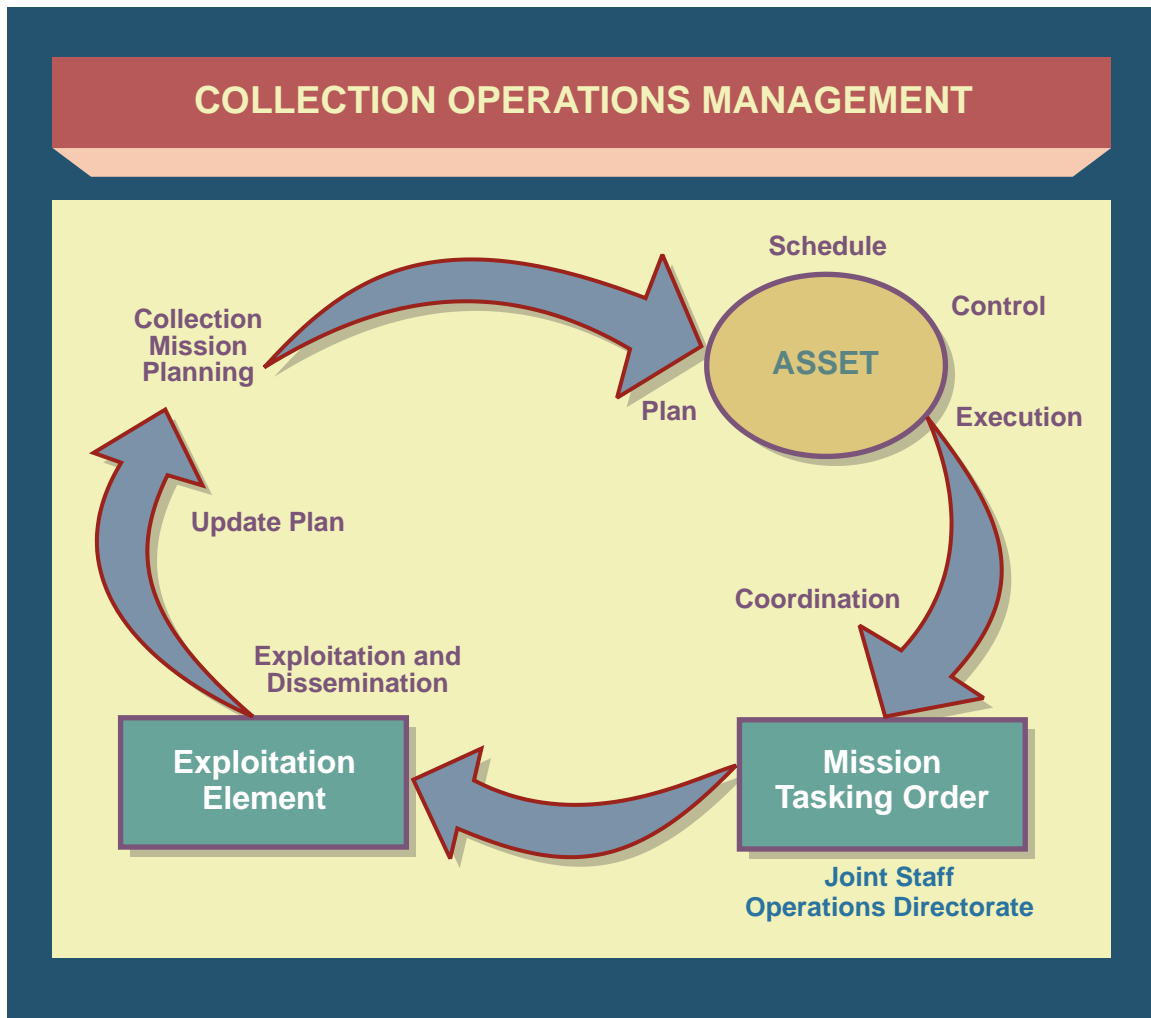 COLLECTION OPERATIONS MANAGEMENT
Schedule
Control
Collection
Mission
Planning
ASSET
Plan
Execution
Update Plan
Coordination
Exploitation and
Dissemination
Exploitation
Element
Mission
Tasking Order
Joint Staff
Operations Directorate